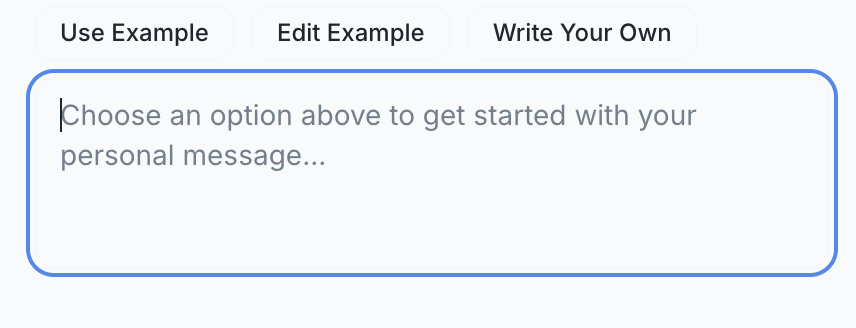 Use Example Edit Example Write Your Own
Choose an option above to get started with your
personal message...